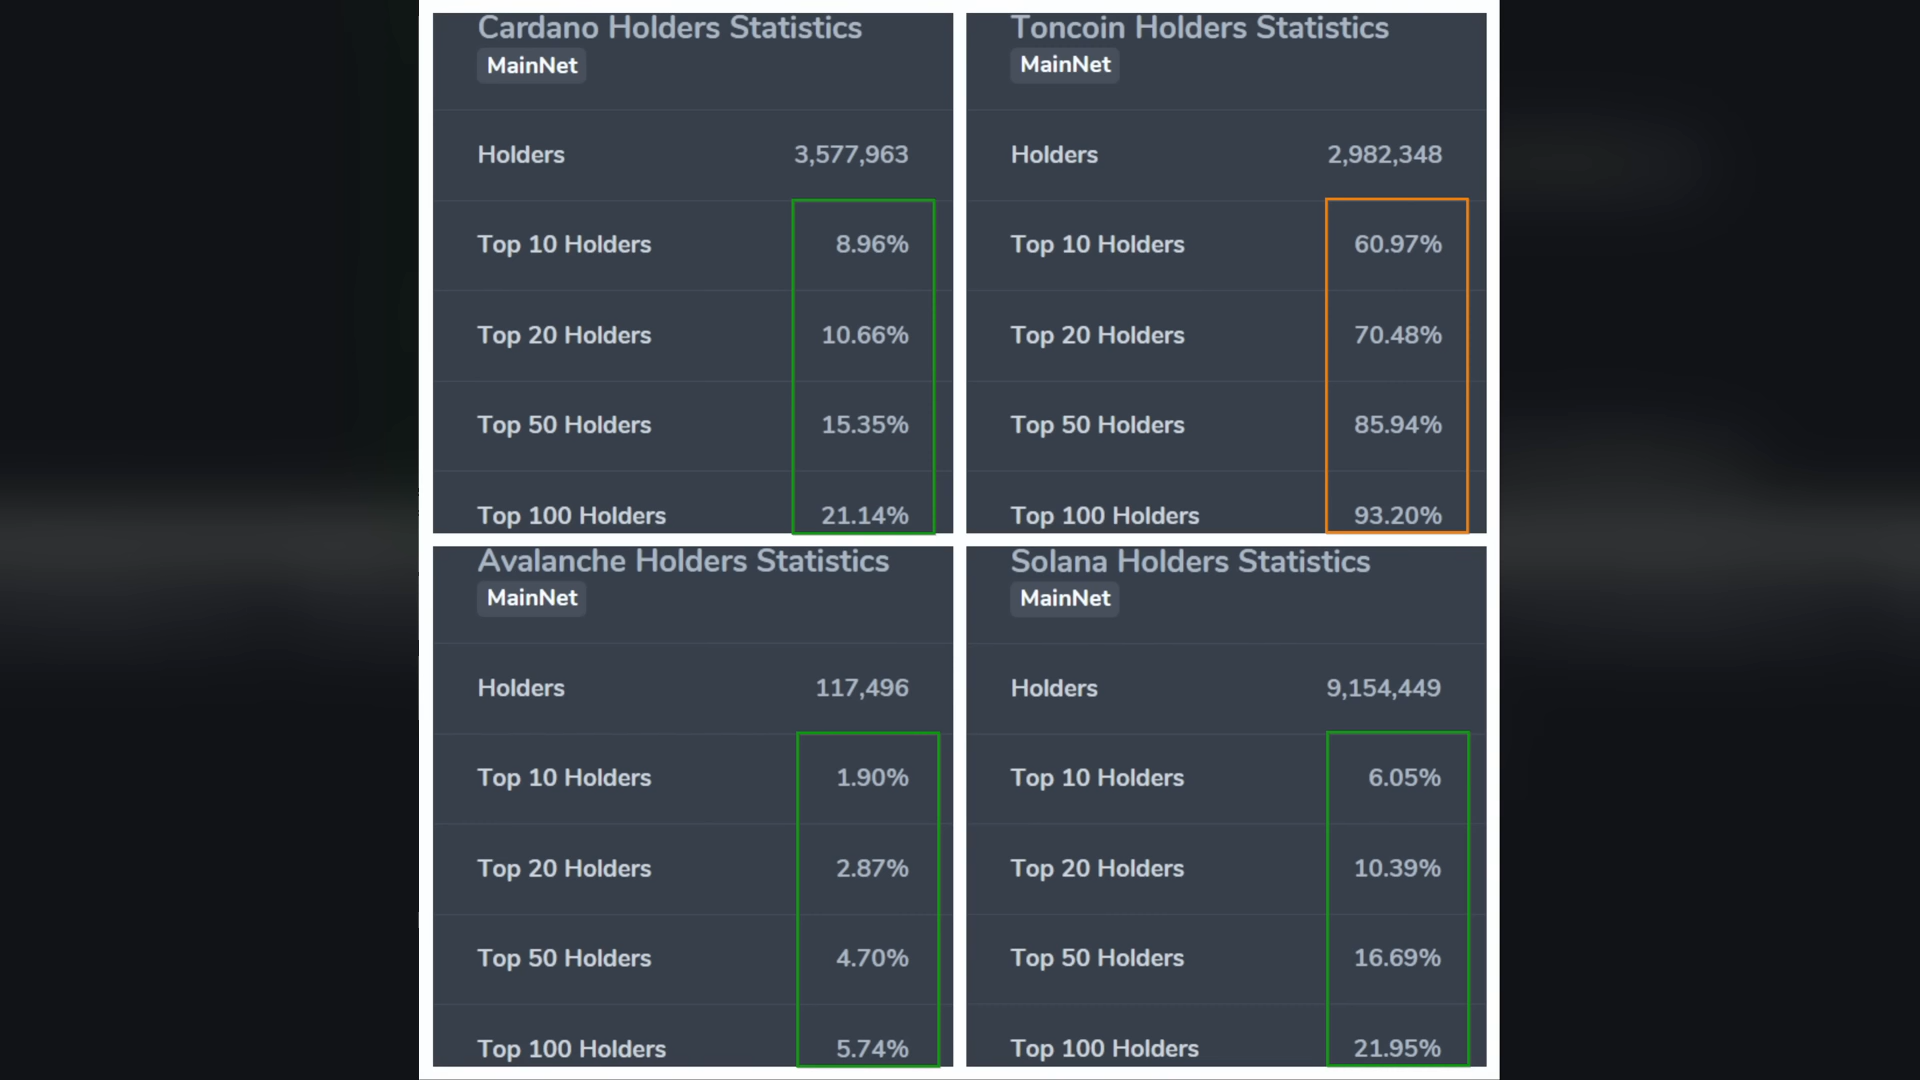 Cardano Holders Statistics
MainNet
Holders 3,577,963
Top 10 Holders 8.96%
Top 20 Holders 10.66%
Top 50 Holders 15.35%
Top 100 Holders 21.14%
Toncoin Holders Statistics
MainNet
Holders 2,982,348
Top 10 Holders 60.97%
Top 20 Holders 70.48%
Top 50 Holders 85.94%
Top 100 Holders 93.20%
Avalanche Holders Statistics
MainNet
Holders 117,496
Top 10 Holders 1.90%
Top 20 Holders 2.87%
Top 50 Holders 4.70%
Top 100 Holders 5.74%
Solana Holders Statistics
MainNet
Holders 9,154,449
Top 10 Holders 6.05%
Top 20 Holders 10.39%
Top 50 Holders 16.69%
Top 100 Holders 21.95%